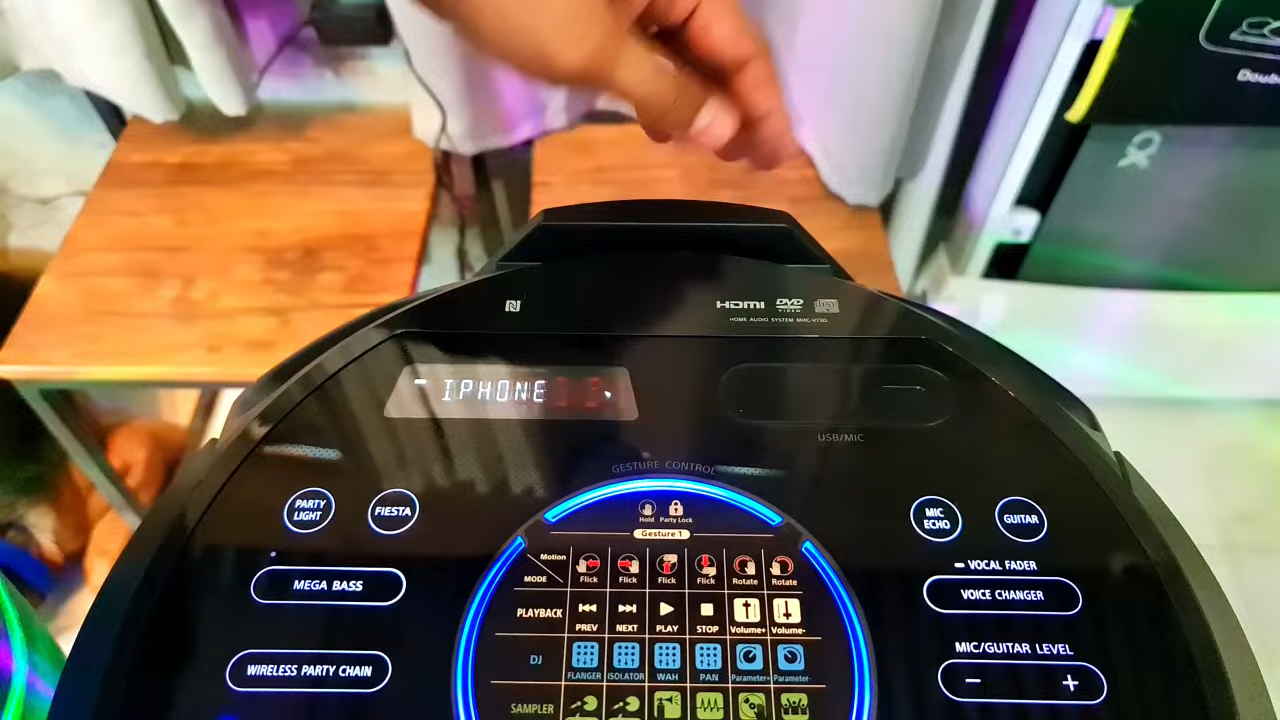 Doub
HDMI DVD VIDEO disc
HOME AUDIO SYSTEM MHC-V73D
IPHONE
USB/MIC
GESTURE CONTROL
PARTY LIGHT
FIESTA
Hold Party Lock
MIC ECHO
GUITAR
Gesture 1
Motion
MODE
Flick Flick Flick Flick Rotate Rotate
MEGA BASS
VOCAL FADER
VOICE CHANGER
PLAYBACK
PREV NEXT PLAY STOP Volume+ Volume-
WIRELESS PARTY CHAIN
MIC/GUITAR LEVEL
- +
DJ
FLANGER ISOLATOR WAH PAN Parameter+ Parameter-
SAMPLER